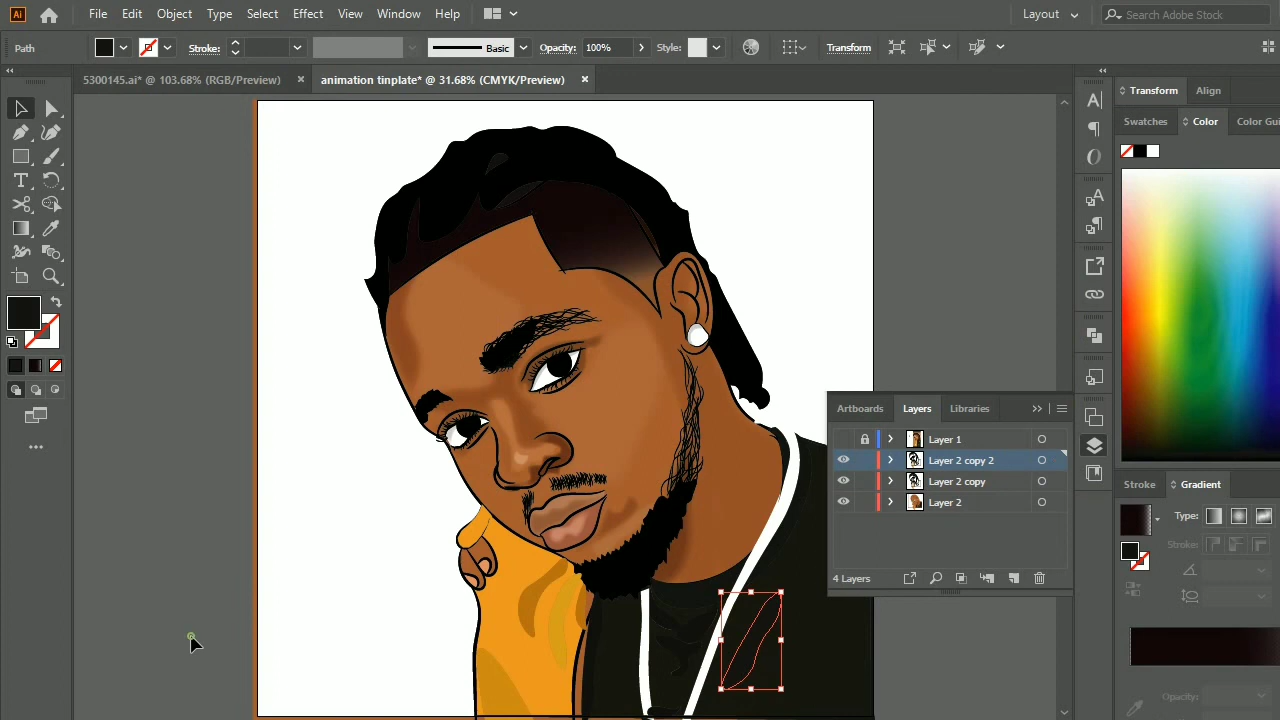 Ai File Edit Object Type Select Effect View Window Help Layout Search Adobe Stock
Path Stroke: Basic Opacity: 100% Style: Transform
5300145.ai* @ 103.68% (RGB/Preview) × animation tinplate* @ 31.68% (CMYK/Preview) ×
Transform Align
Swatches Color Color Gui
Artboards Layers Libraries
Layer 1
Layer 2 copy 2
Layer 2 copy
Layer 2
4 Layers
Stroke Gradient
Type:
Stroke:
Opacity: